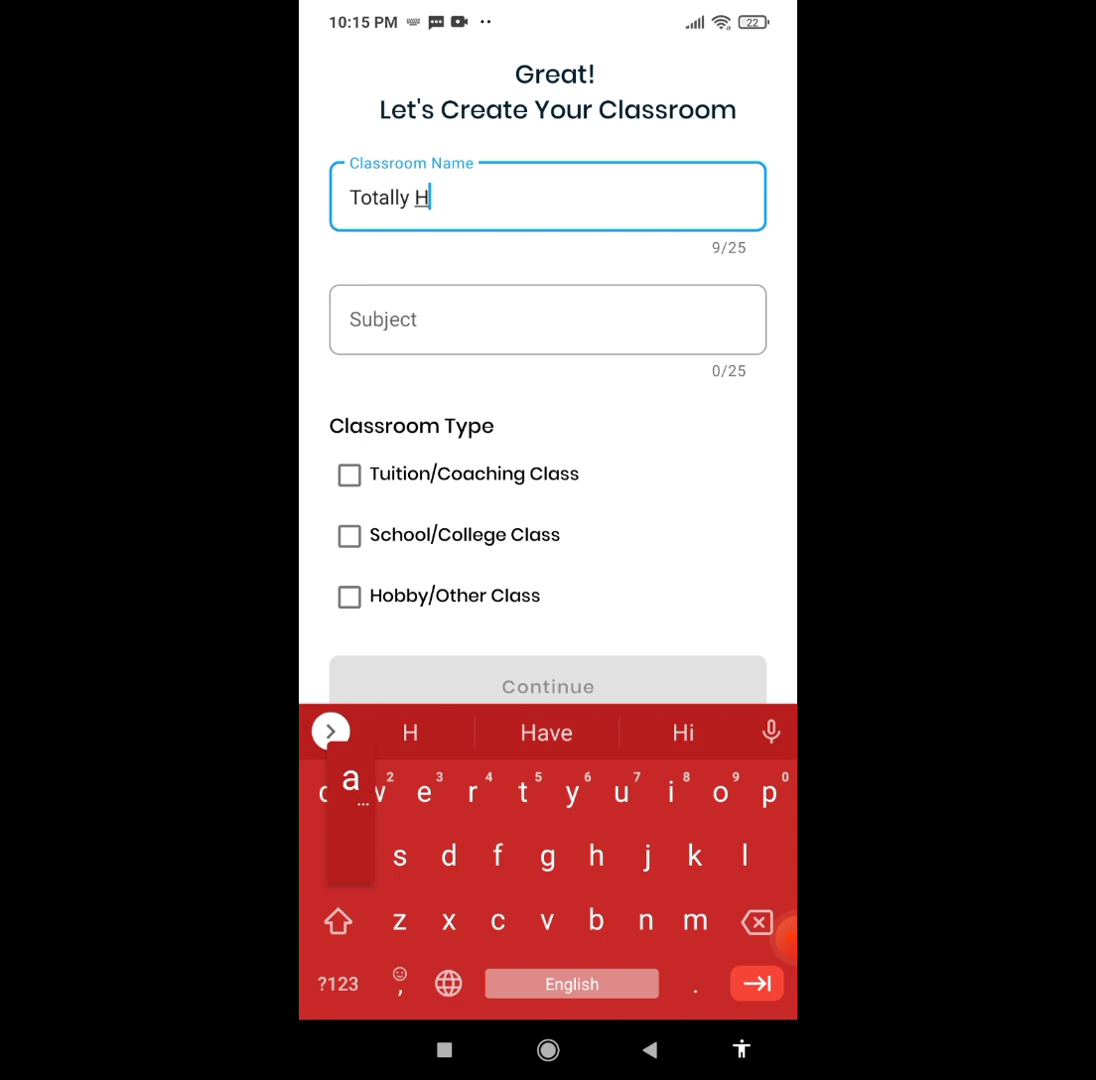 10:15 PM 22
Great!
Let's Create Your Classroom
Classroom Name
Totally H
9/25
Subject
0/25
Classroom Type
Tuition/Coaching Class
School/College Class
Hobby/Other Class
Continue
H Have Hi
a ...
w 2 e 3 r 4 t 5 y 6 u 7 i 8 o 9 p 0
s d f g h j k l
z x c v b n m
?123 , English .